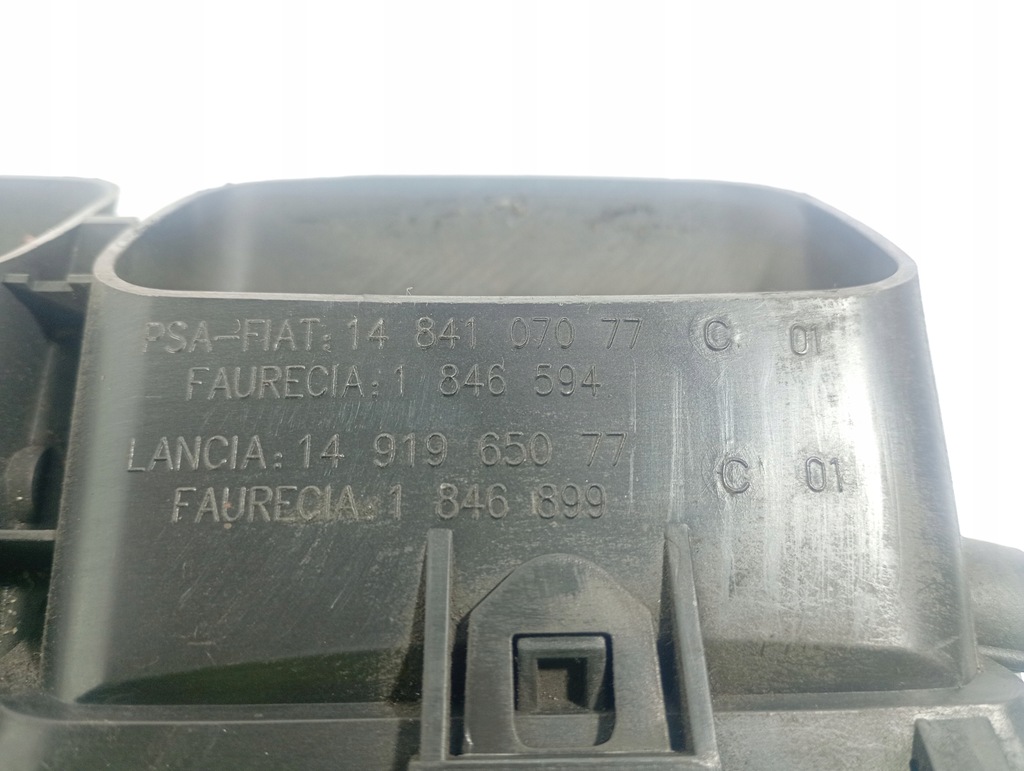 PSA-FIAT: 14 841 070 77 C 01
FAURECIA: 1 846 594
LANCIA: 14 919 650 77 C 01
FAURECIA: 1 846 899